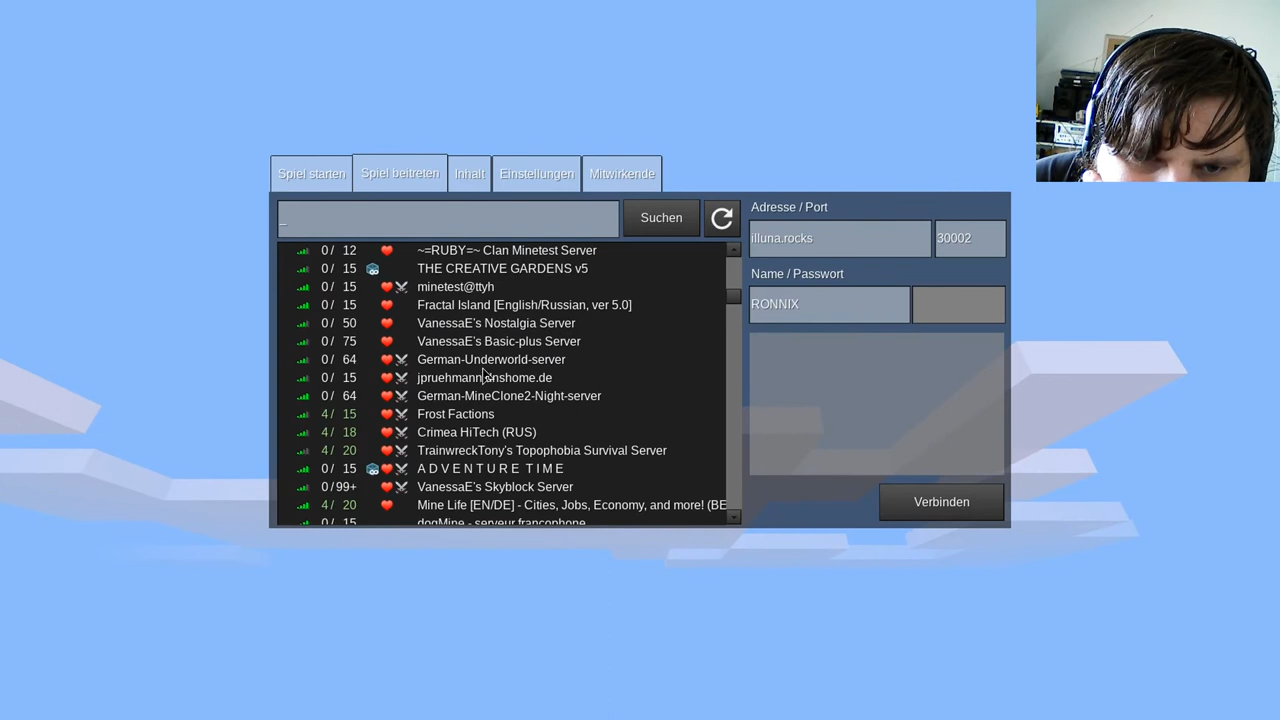 Spiel starten Spiel beitreten Inhalt Einstellungen Mitwirkende
_ Suchen
Adresse / Port
illuna.rocks 30002
Name / Passwort
RONNIX
0 / 12 ~=RUBY=~ Clan Minetest Server
0 / 15 THE CREATIVE GARDENS v5
0 / 15 minetest@ttyh
0 / 15 Fractal Island [English/Russian, ver 5.0]
0 / 50 VanessaE's Nostalgia Server
0 / 75 VanessaE's Basic-plus Server
0 / 64 German-Underworld-server
0 / 15
0 / 64 German-MineClone2-Night-server
4 / 15 Frost Factions
4 / 18 Crimea HiTech (RUS)
4 / 20 TrainwreckTony's Topophobia Survival Server
0 / 15 A D V E N T U R E T I M E
0 / 99+ VanessaE's Skyblock Server
4 / 20 Mine Life [EN/DE] - Cities, Jobs, Economy, and more! (BE
0 / 15 dogMine - serveur francophone
Verbinden